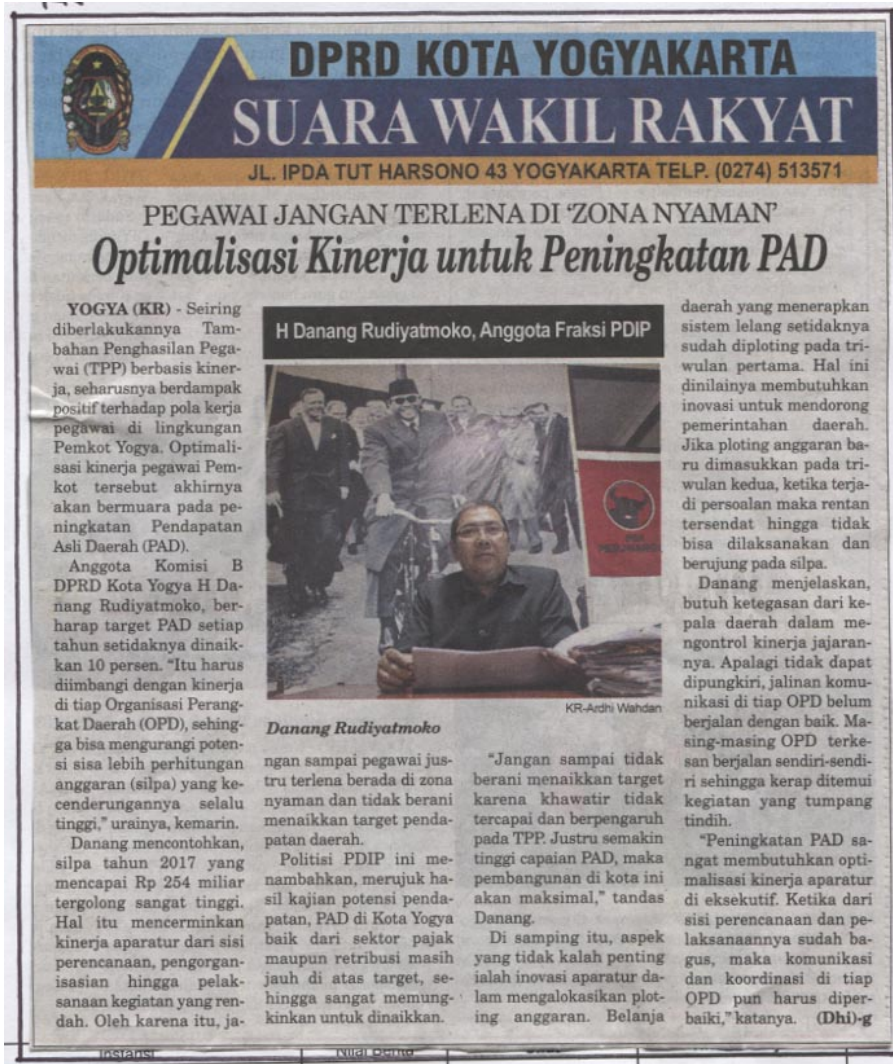 DPRD KOTA YOGYAKARTA
SUARA WAKIL RAKYAT
JL. IPDA TUT HARSONO 43 YOGYAKARTA TELP. (0274) 513571
PEGAWAI JANGAN TERLENA DI ‘ZONA NYAMAN’
Optimalisasi Kinerja untuk Peningkatan PAD
YOGYA (KR) - Seiring
diberlakukannya Tam-
bahan Penghasilan Pega-
wai (TPP) berbasis kiner-
ja, seharusnya berdampak
positif terhadap pola kerja
pegawai di lingkungan
Pemkot Yogya. Optimali-
sasi kinerja pegawai Pem-
kot tersebut akhirnya
akan bermuara pada pe-
ningkatan Pendapatan
Asli Daerah (PAD).
Anggota Komisi B
DPRD Kota Yogya H Da-
nang Rudiyatmoko, ber-
harap target PAD setiap
tahun setidaknya dinaik-
kan 10 persen. “Itu harus
diimbangi dengan kinerja
di tiap Organisasi Perang-
kat Daerah (OPD), sehing-
ga bisa mengurangi poten-
si sisa lebih perhitungan
anggaran (silpa) yang ke-
cenderungannya selalu
tinggi,” urainya, kemarin.
Danang mencontohkan,
silpa tahun 2017 yang
mencapai Rp 254 miliar
tergolong sangat tinggi.
Hal itu mencerminkan
kinerja aparatur dari sisi
perencanaan, pengorgan-
isasian hingga pelak-
sanaan kegiatan yang ren-
dah. Oleh karena itu, ja-
H Danang Rudiyatmoko, Anggota Fraksi PDIP
PDI
PERJUANGAN
KR-Ardhi Wahdan
Danang Rudiyatmoko
ngan sampai pegawai jus-
tru terlena berada di zona
nyaman dan tidak berani
menaikkan target penda-
patan daerah.
Politisi PDIP ini me-
nambahkan, merujuk ha-
sil kajian potensi penda-
patan, PAD di Kota Yogya
baik dari sektor pajak
maupun retribusi masih
jauh di atas target, se-
hingga sangat memung-
kinkan untuk dinaikkan.
“Jangan sampai tidak
berani menaikkan target
karena khawatir tidak
tercapai dan berpengaruh
pada TPP. Justru semakin
tinggi capaian PAD, maka
pembangunan di kota ini
akan maksimal,” tandas
Danang.
Di samping itu, aspek
yang tidak kalah penting
ialah inovasi aparatur da-
lam mengalokasikan plot-
ing anggaran. Belanja
daerah yang menerapkan
sistem lelang setidaknya
sudah diploting pada tri-
wulan pertama. Hal ini
dinilainya membutuhkan
inovasi untuk mendorong
pemerintahan daerah.
Jika ploting anggaran ba-
ru dimasukkan pada tri-
wulan kedua, ketika terja-
di persoalan maka rentan
tersendat hingga tidak
bisa dilaksanakan dan
berujung pada silpa.
Danang menjelaskan,
butuh ketegasan dari ke-
pala daerah dalam me-
ngontrol kinerja jajaran-
nya. Apalagi tidak dapat
dipungkiri, jalinan komu-
nikasi di tiap OPD belum
berjalan dengan baik. Ma-
sing-masing OPD terke-
san berjalan sendiri-sendi-
ri sehingga kerap ditemui
kegiatan yang tumpang
tindih.
“Peningkatan PAD sa-
ngat membutuhkan opti-
malisasi kinerja aparatur
di eksekutif. Ketika dari
sisi perencanaan dan pe-
laksanaannya sudah ba-
gus, maka komunikasi
dan koordinasi di tiap
OPD pun harus diper-
baiki,” katanya. (Dhi)-g
Instansi
Nilai Berita